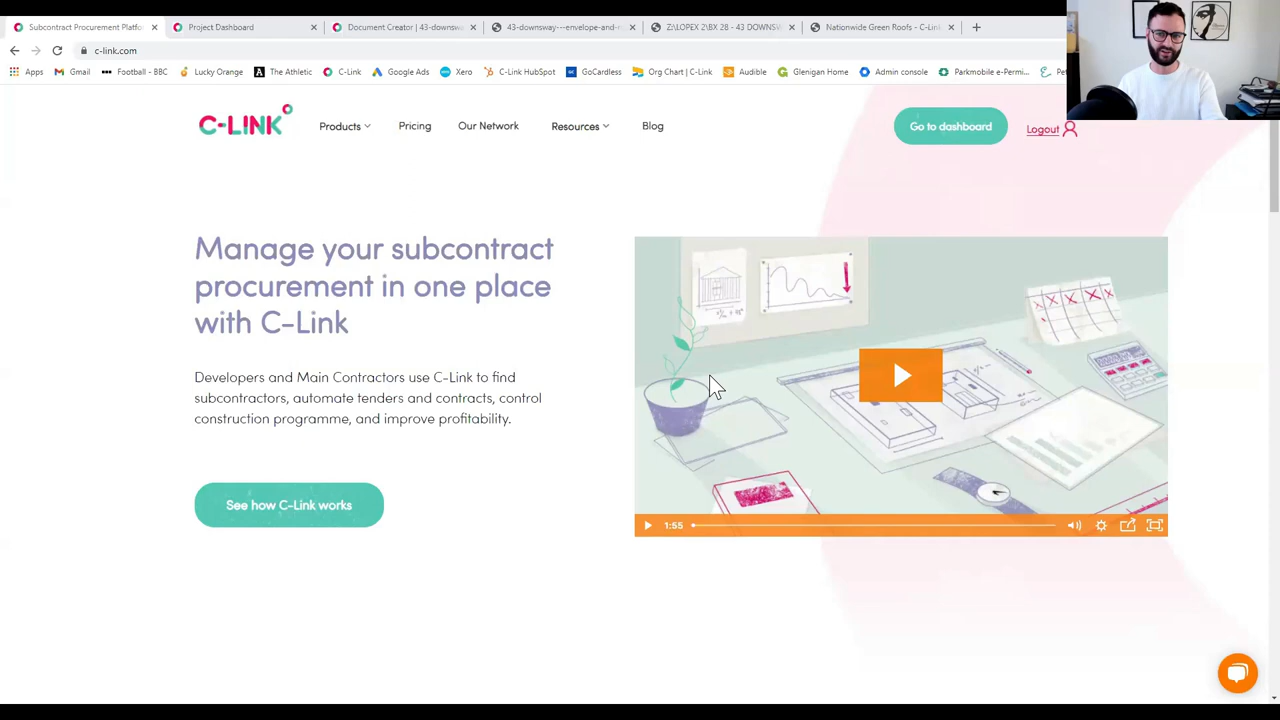 Subcontract Procurement Platf
Project Dashboard
Document Creator | 43-downsw
43-downsway---envelope-and-r
Z:\LOPEX 2\BX 28 - 43 DOWNSW
Nationwide Green Roofs - C-Link
c-link.com
Apps
Gmail
Football - BBC
Lucky Orange
The Athletic
C-Link
Google Ads
Xero
C-Link HubSpot
GoCardless
Org Chart | C-Link
Audible
Glenigan Home
Admin console
Parkmobile e-Permi...
Pet
C-LINK
Products
Pricing
Our Network
Resources
Blog
Go to dashboard
Logout
Manage your subcontract
procurement in one place
with C-Link
Developers and Main Contractors use C-Link to find
subcontractors, automate tenders and contracts, control
construction programme, and improve profitability.
See how C-Link works
1:55